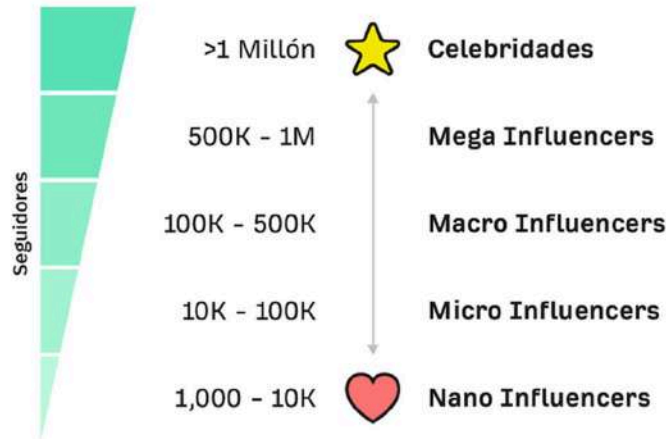 >1 Millón Celebridades
500K - 1M Mega Influencers
100K - 500K Macro Influencers
10K - 100K Micro Influencers
1,000 - 10K Nano Influencers
Seguidores